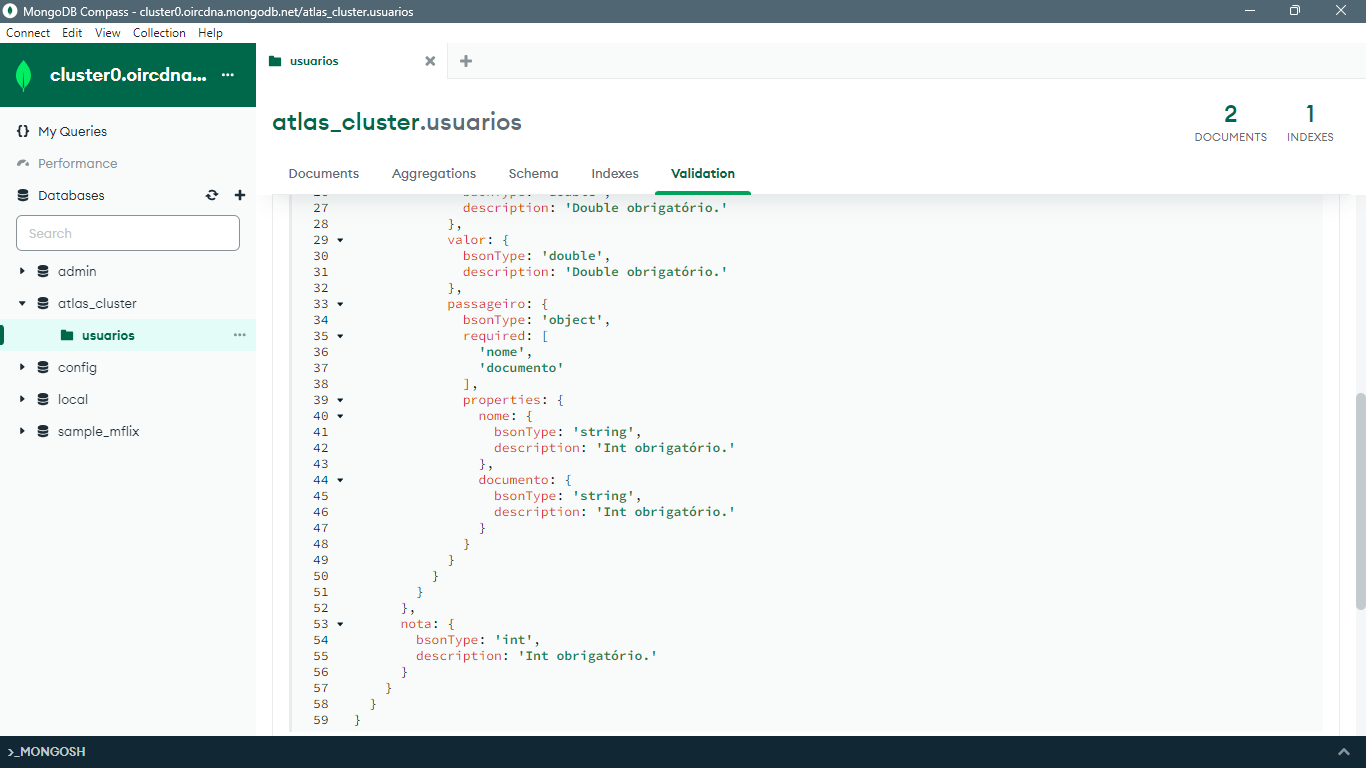 MongoDB Compass - cluster0.oircdna.mongodb.net/atlas_cluster.usuarios
Connect Edit View Collection Help
cluster0.oircdna... ...
usuarios
{} My Queries
Performance
Databases
Search
admin
atlas_cluster
usuarios ...
config
local
sample_mflix
atlas_cluster.usuarios
2
DOCUMENTS
1
INDEXES
Documents Aggregations Schema Indexes Validation
27 description: 'Double obrigatório.'
28 },
29 valor: {
30 bsonType: 'double',
31 description: 'Double obrigatório.'
32 },
33 passageiro: {
34 bsonType: 'object',
35 required: [
36 'nome',
37 'documento'
38 ],
39 properties: {
40 nome: {
41 bsonType: 'string',
42 description: 'Int obrigatório.'
43 },
44 documento: {
45 bsonType: 'string',
46 description: 'Int obrigatório.'
47 }
48 }
49 }
50 }
51 }
52 },
53 nota: {
54 bsonType: 'int',
55 description: 'Int obrigatório.'
56 }
57 }
58 }
59 }
>_MONGOSH